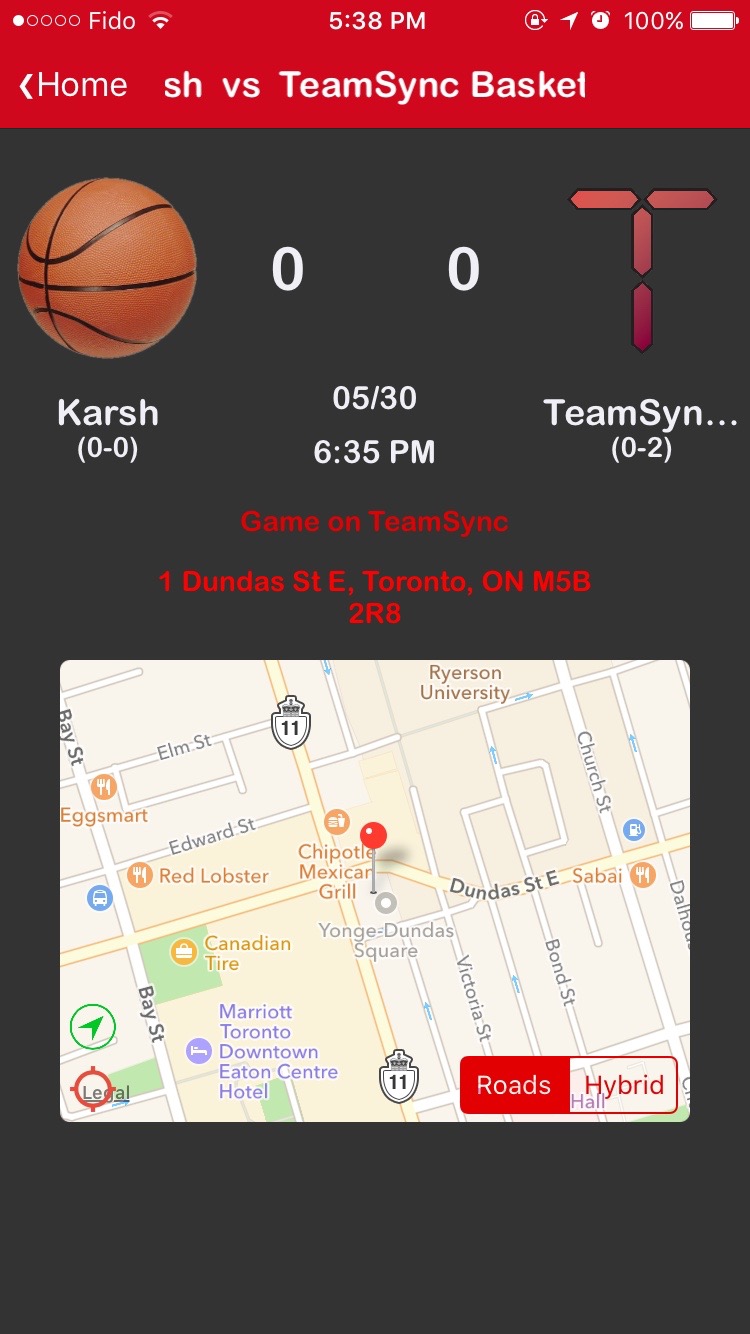 Fido 5:38 PM 100%
Home sh vs TeamSync Basket
0 0
Karsh 05/30 TeamSyn...
(0-0) 6:35 PM (0-2)
Game on TeamSync
1 Dundas St E, Toronto, ON M5B
2R8
Ryerson
University
11
Bay St
Elm St
Church St
Eggsmart
Edward St
Chipotle
Mexican
Grill
Red Lobster
Dundas St E
Sabai
Yonge-Dundas
Square
Canadian
Tire
Bay St
Victoria St
Bond St
Marriott
Toronto
Downtown
Eaton Centre
Hotel
11
Legal
Roads Hybrid
Hall